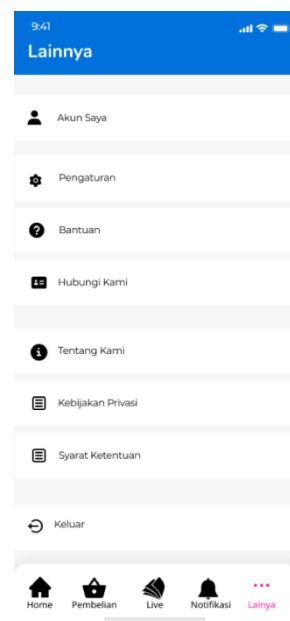 9:41
Lainnya
Akun Saya
Pengaturan
Bantuan
Hubungi Kami
Tentang Kami
Kebijakan Privasi
Syarat Ketentuan
Keluar
Home Pembelian Live Notifikasi Lainya